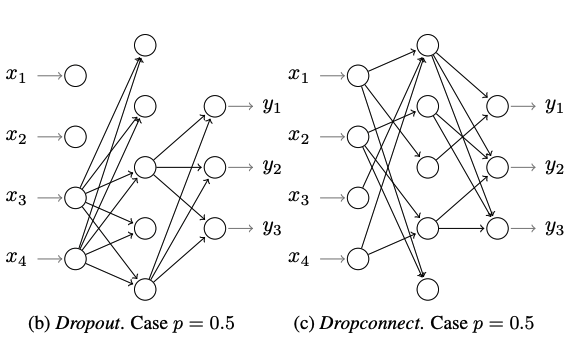 x₁
x₂
x₃
x₄
y₁
y₂
y₃
(b) Dropout. Case p = 0.5
x₁
x₂
x₃
x₄
y₁
y₂
y₃
(c) Dropconnect. Case p = 0.5